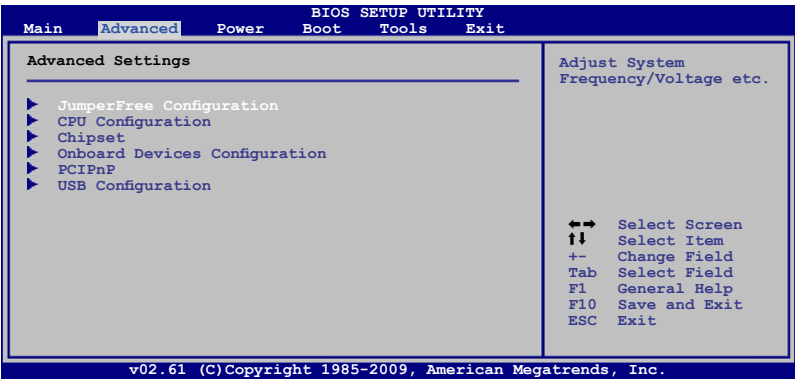 BIOS SETUP UTILITY
Main Advanced Power Boot Tools Exit
Advanced Settings
JumperFree Configuration
CPU Configuration
Chipset
Onboard Devices Configuration
PCIPnP
USB Configuration
Adjust System
Frequency/Voltage etc.
←→ Select Screen
↑↓ Select Item
+- Change Field
Tab Select Field
F1 General Help
F10 Save and Exit
ESC Exit
v02.61 (C)Copyright 1985-2009, American Megatrends, Inc.